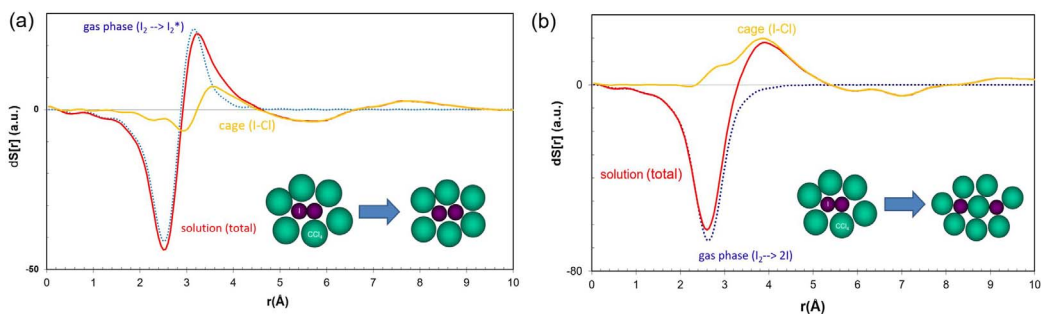 (a)
gas phase (I₂ --> I₂*)
dS[r] (a.u.)
0
cage (I-Cl)
solution (total)
I
CCl₄
-50
0 1 2 3 4 5 6 7 8 9 10
r(Å)
(b)
cage (I-Cl)
dS[r] (a.u.)
0
solution (total)
I
CCl₄
gas phase (I₂--> 2I)
-80
0 1 2 3 4 5 6 7 8 9 10
r(Å)